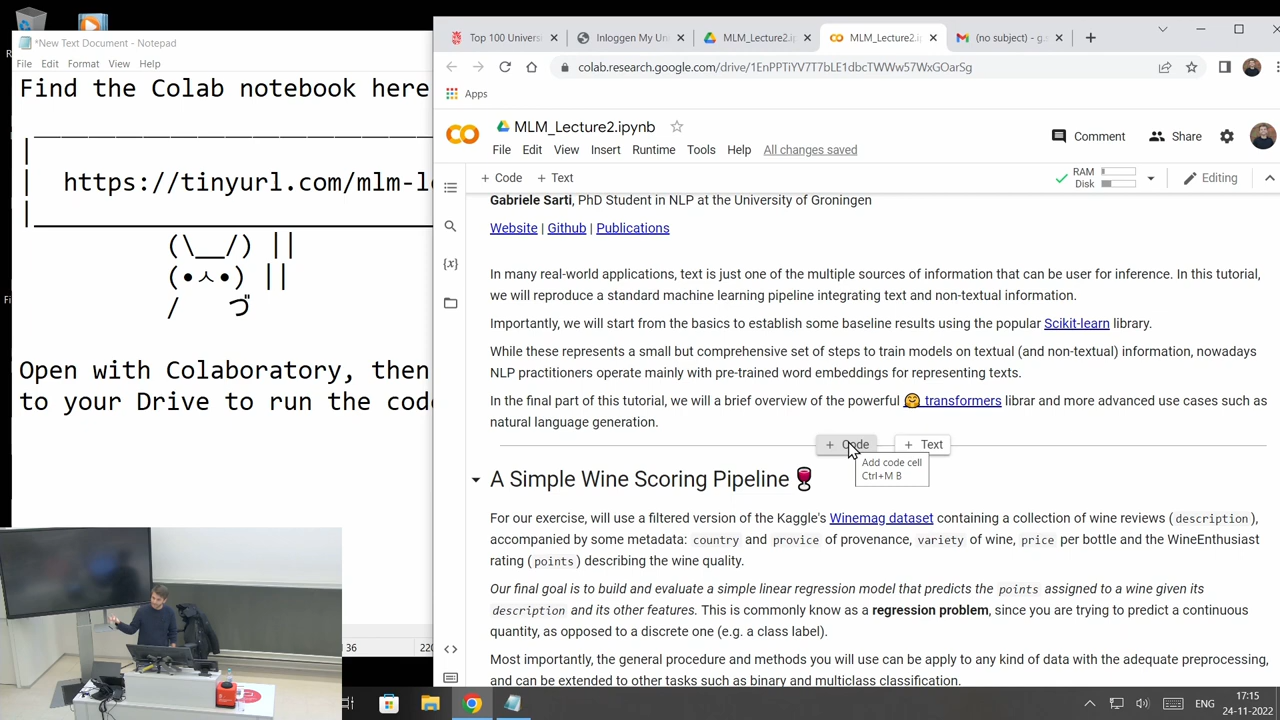 *New Text Document - Notepad
File Edit Format View Help
Find the Colab notebook here
https://tinyurl.com/mlm-l
(\__/) ||
(•ㅅ•) ||
/ づ
Open with Colaboratory, then
to your Drive to run the cod
36
Top 100 Univers
Inloggen My Un
MLM_Lecture2.i
MLM_Lecture2.i
(no subject) - g.s
colab.research.google.com/drive/1EnPPTiYV7T7bLE1dbcTWWw57WxGOarSg
Apps
MLM_Lecture2.ipynb
Comment
Share
File Edit View Insert Runtime Tools Help All changes saved
+ Code + Text
RAM
Disk
Editing
Gabriele Sarti, PhD Student in NLP at the University of Groningen
Website | Github | Publications
In many real-world applications, text is just one of the multiple sources of information that can be user for inference. In this tutorial,
we will reproduce a standard machine learning pipeline integrating text and non-textual information.
Importantly, we will start from the basics to establish some baseline results using the popular Scikit-learn library.
While these represents a small but comprehensive set of steps to train models on textual (and non-textual) information, nowadays
NLP practitioners operate mainly with pre-trained word embeddings for representing texts.
In the final part of this tutorial, we will a brief overview of the powerful 🤗 transformers librar and more advanced use cases such as
natural language generation.
+ Code + Text
Add code cell
Ctrl+M B
A Simple Wine Scoring Pipeline 🍷
For our exercise, will use a filtered version of the Kaggle's Winemag dataset containing a collection of wine reviews (description),
accompanied by some metadata: country and provice of provenance, variety of wine, price per bottle and the WineEnthusiast
rating (points) describing the wine quality.
Our final goal is to build and evaluate a simple linear regression model that predicts the points assigned to a wine given its
description and its other features. This is commonly know as a regression problem, since you are trying to predict a continuous
quantity, as opposed to a discrete one (e.g. a class label).
Most importantly, the general procedure and methods you will use can be apply to any kind of data with the adequate preprocessing,
and can be extended to other tasks such as binary and multiclass classification.
ENG
17:15
24-11-2022